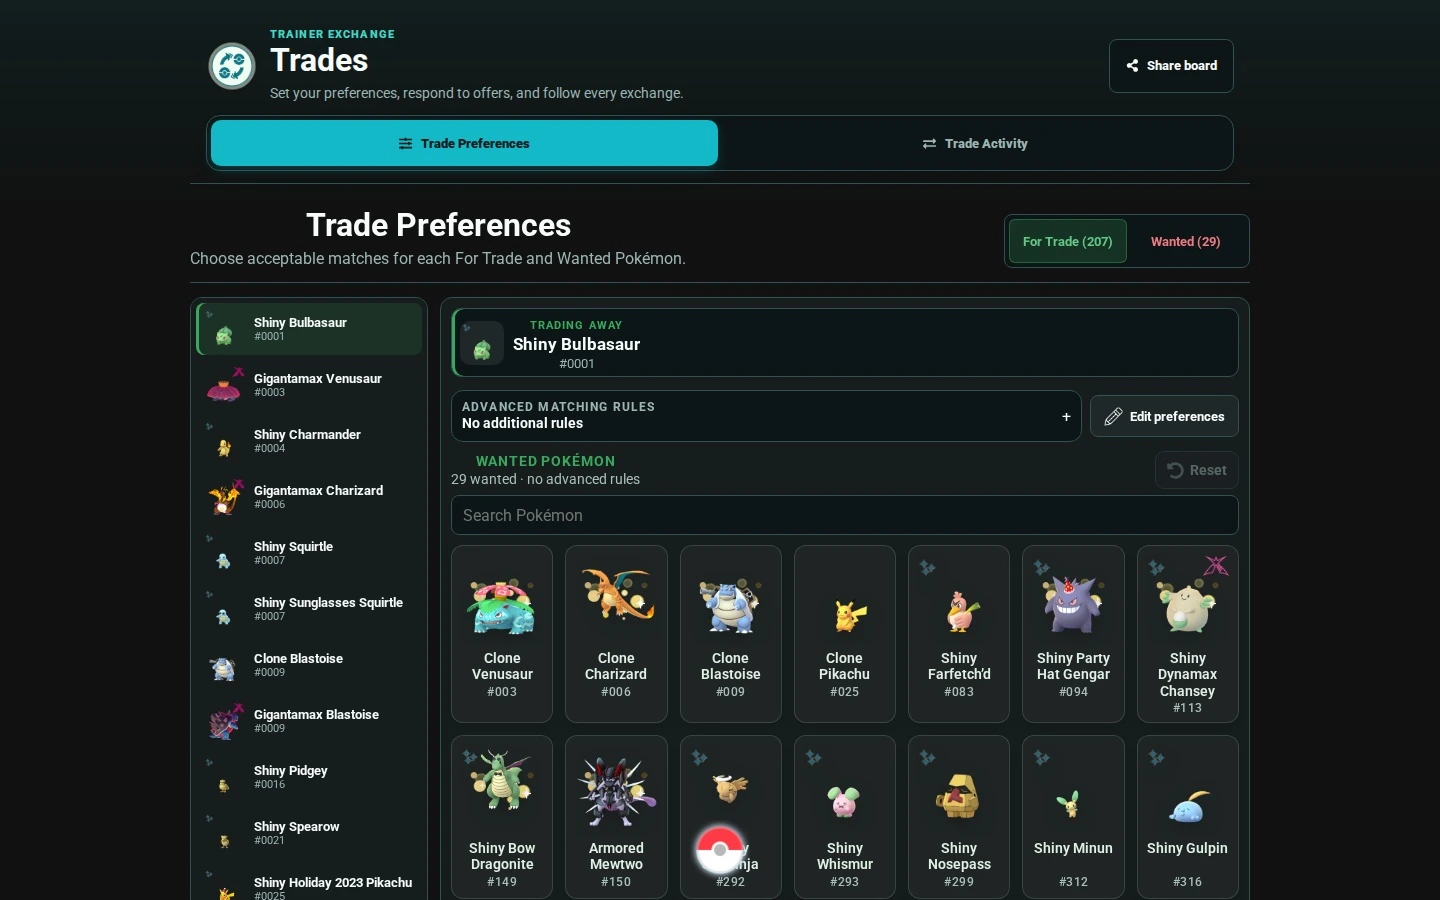 TRAINER EXCHANGE
Trades
Set your preferences, respond to offers, and follow every exchange.
Share board
Trade Preferences
Trade Activity
Trade Preferences
Choose acceptable matches for each For Trade and Wanted Pokémon.
For Trade (207)
Wanted (29)
Shiny Bulbasaur
#0001
Gigantamax Venusaur
#0003
Shiny Charmander
#0004
Gigantamax Charizard
#0006
Shiny Squirtle
#0007
Shiny Sunglasses Squirtle
#0007
Clone Blastoise
#0009
Gigantamax Blastoise
#0009
Shiny Pidgey
#0016
Shiny Spearow
#0021
Shiny Holiday 2023 Pikachu
#0025
TRADING AWAY
Shiny Bulbasaur
#0001
ADVANCED MATCHING RULES
No additional rules
+
Edit preferences
WANTED POKÉMON
29 wanted · no advanced rules
Reset
Search Pokémon
Clone
Venusaur
#003
Clone
Charizard
#006
Clone
Blastoise
#009
Clone
Pikachu
#025
Shiny
Farfetch'd
#083
Shiny Party
Hat Gengar
#094
Shiny
Dynamax
Chansey
#113
Shiny Bow
Dragonite
#149
Armored
Mewtwo
#150
#292
Shiny
Whismur
#293
Shiny
Nosepass
#299
Shiny Minun
#312
Shiny Gulpin
#316